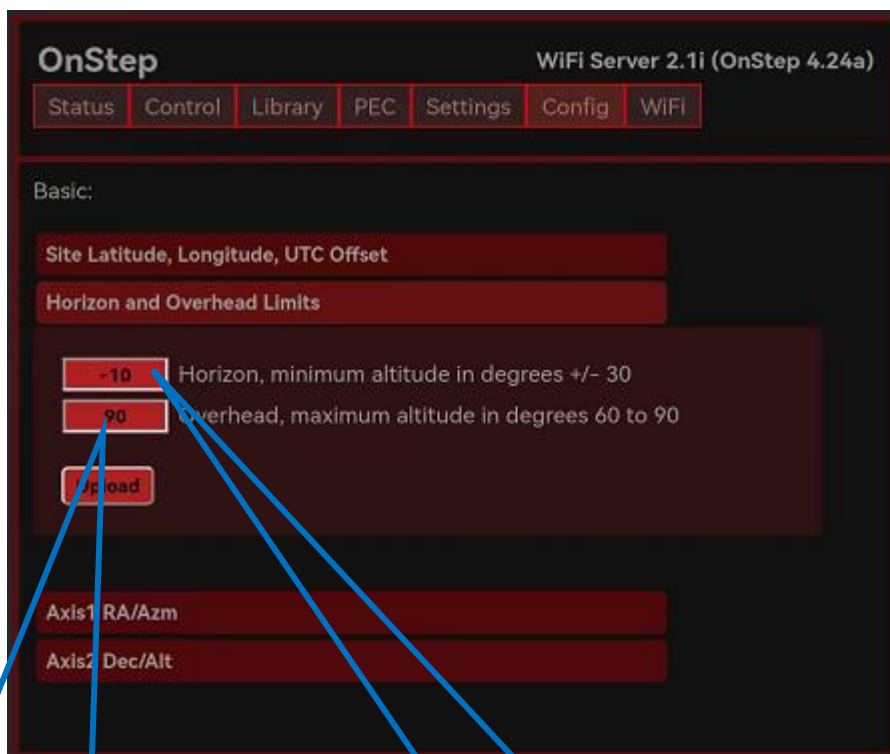 OnStep
WiFi Server 2.1i (OnStep 4.24a)
Status Control Library PEC Settings Config WiFi
Basic:
Site Latitude, Longitude, UTC Offset
Horizon and Overhead Limits
-10 Horizon, minimum altitude in degrees +/- 30
90 Overhead, maximum altitude in degrees 60 to 90
Upload
Axis1 RA/Azm
Axis2 Dec/Alt